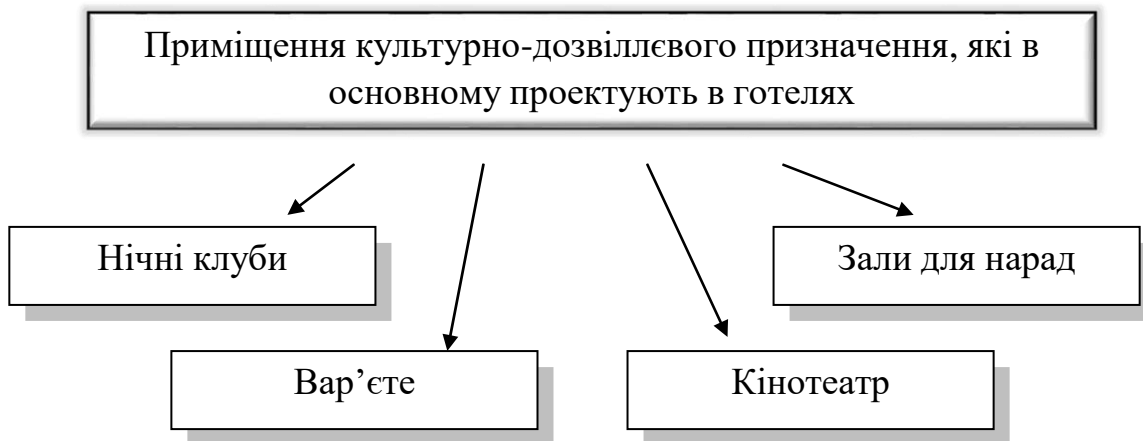 Приміщення культурно-дозвіллєвого призначення, які в
основному проектують в готелях
Нічні клуби
Зали для нарад
Вар’єте
Кінотеатр